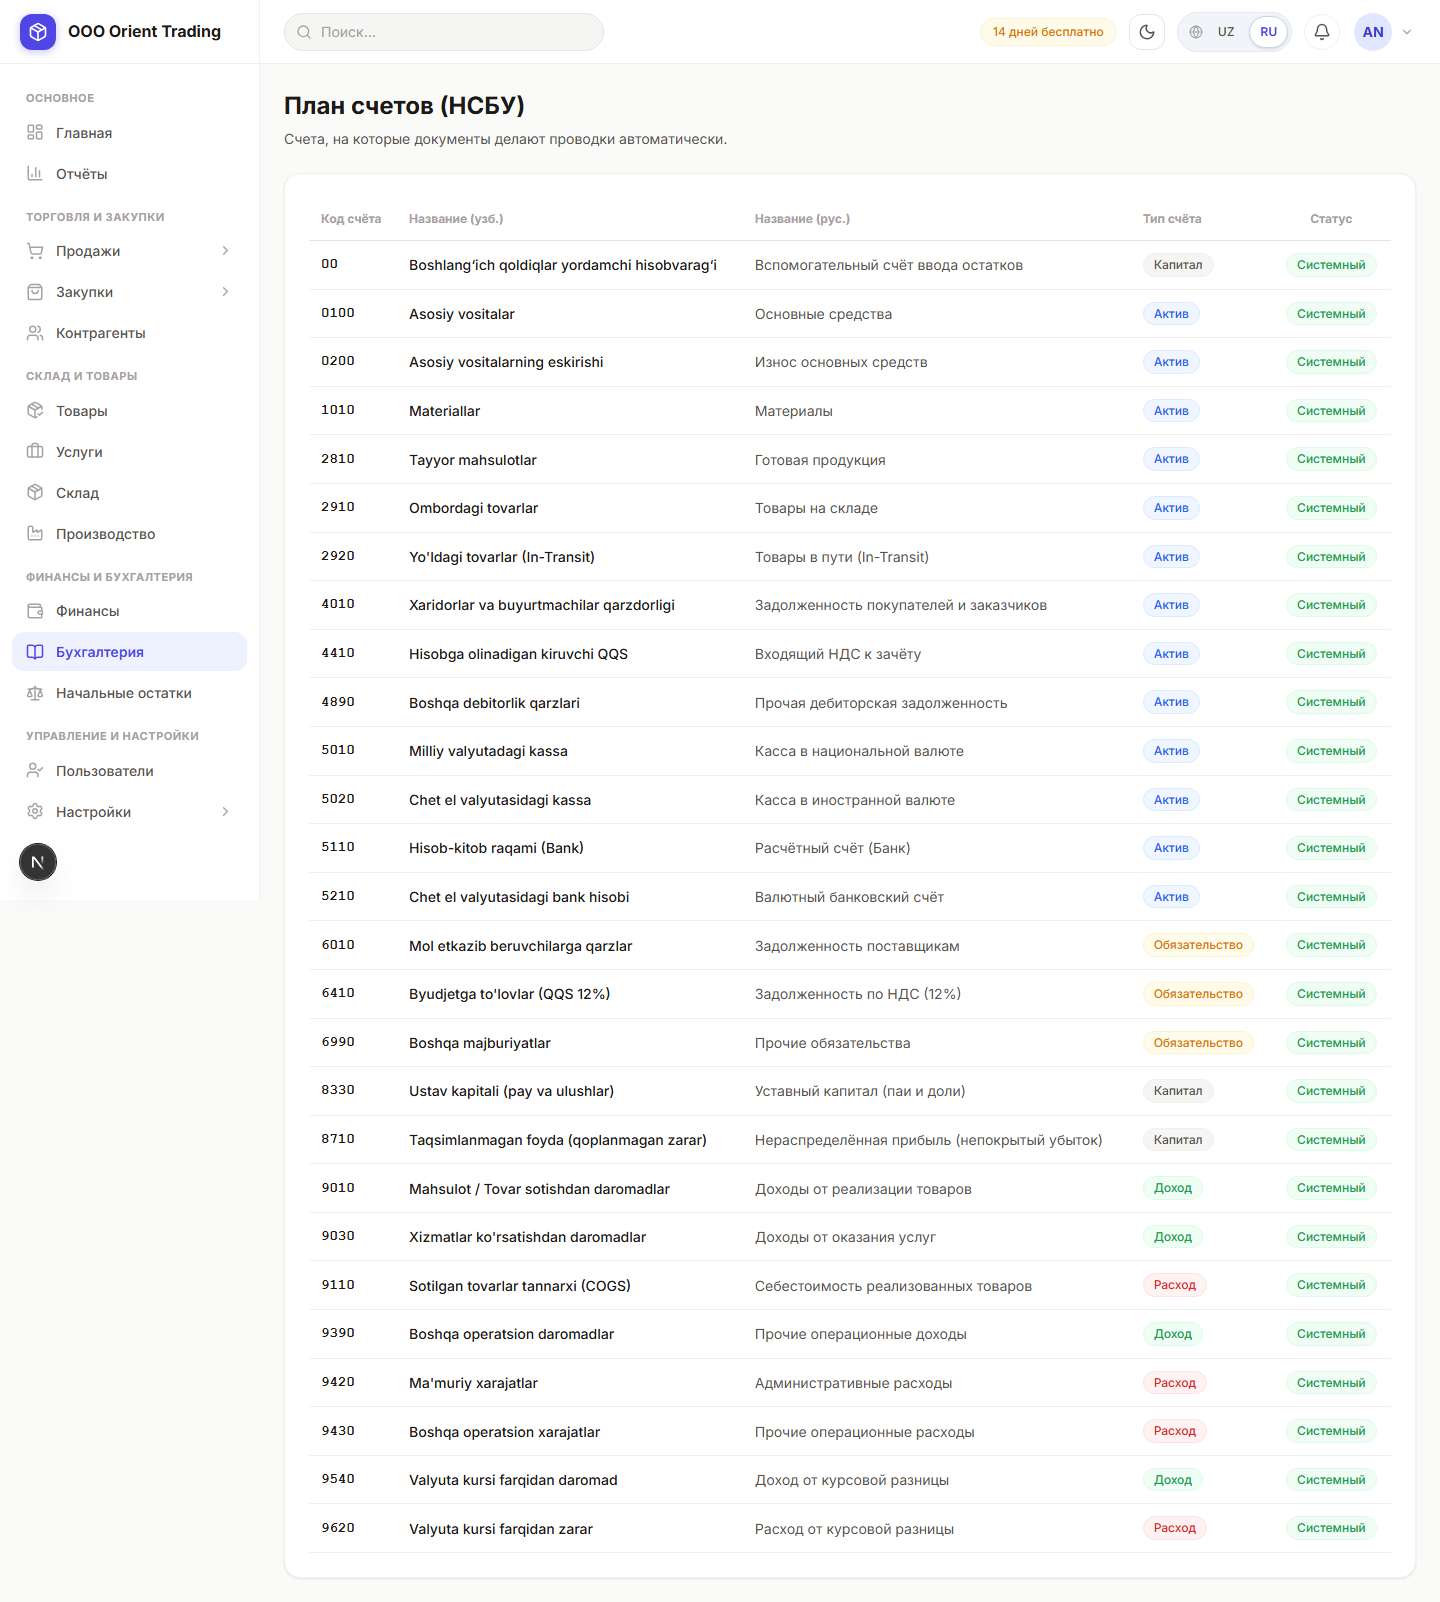 OOO Orient Trading
Поиск...
14 дней бесплатно
UZ
RU
AN
ОСНОВНОЕ
Главная
Отчёты
ТОРГОВЛЯ И ЗАКУПКИ
Продажи
Закупки
Контрагенты
СКЛАД И ТОВАРЫ
Товары
Услуги
Склад
Производство
ФИНАНСЫ И БУХГАЛТЕРИЯ
Финансы
Бухгалтерия
Начальные остатки
УПРАВЛЕНИЕ И НАСТРОЙКИ
Пользователи
Настройки
N
План счетов (НСБУ)
Счета, на которые документы делают проводки автоматически.
Код счёта Название (узб.) Название (рус.) Тип счёта Статус
00 Boshlangʻich qoldiqlar yordamchi hisobvaragʻi Вспомогательный счёт ввода остатков Капитал Системный
0100 Asosiy vositalar Основные средства Актив Системный
0200 Asosiy vositalarning eskirishi Износ основных средств Актив Системный
1010 Materiallar Материалы Актив Системный
2810 Tayyor mahsulotlar Готовая продукция Актив Системный
2910 Ombordagi tovarlar Товары на складе Актив Системный
2920 Yo'ldagi tovarlar (In-Transit) Товары в пути (In-Transit) Актив Системный
4010 Xaridorlar va buyurtmachilar qarzdorligi Задолженность покупателей и заказчиков Актив Системный
4410 Hisobga olinadigan kiruvchi QQS Входящий НДС к зачёту Актив Системный
4890 Boshqa debitorlik qarzlari Прочая дебиторская задолженность Актив Системный
5010 Milliy valyutadagi kassa Касса в национальной валюте Актив Системный
5020 Chet el valyutasidagi kassa Касса в иностранной валюте Актив Системный
5110 Hisob-kitob raqami (Bank) Расчётный счёт (Банк) Актив Системный
5210 Chet el valyutasidagi bank hisobi Валютный банковский счёт Актив Системный
6010 Mol etkazib beruvchilarga qarzlar Задолженность поставщикам Обязательство Системный
6410 Byudjetga to'lovlar (QQS 12%) Задолженность по НДС (12%) Обязательство Системный
6990 Boshqa majburiyatlar Прочие обязательства Обязательство Системный
8330 Ustav kapitali (pay va ulushlar) Уставный капитал (паи и доли) Капитал Системный
8710 Taqsimlanmagan foyda (qoplanmagan zarar) Нераспределённая прибыль (непокрытый убыток) Капитал Системный
9010 Mahsulot / Tovar sotishdan daromadlar Доходы от реализации товаров Доход Системный
9030 Xizmatlar ko'rsatishdan daromadlar Доходы от оказания услуг Доход Системный
9110 Sotilgan tovarlar tannarxi (COGS) Себестоимость реализованных товаров Расход Системный
9390 Boshqa operatsion daromadlar Прочие операционные доходы Доход Системный
9420 Ma'muriy xarajatlar Административные расходы Расход Системный
9430 Boshqa operatsion xarajatlar Прочие операционные расходы Расход Системный
9540 Valyuta kursi farqidan daromad Доход от курсовой разницы Доход Системный
9620 Valyuta kursi farqidan zarar Расход от курсовой разницы Расход Системный